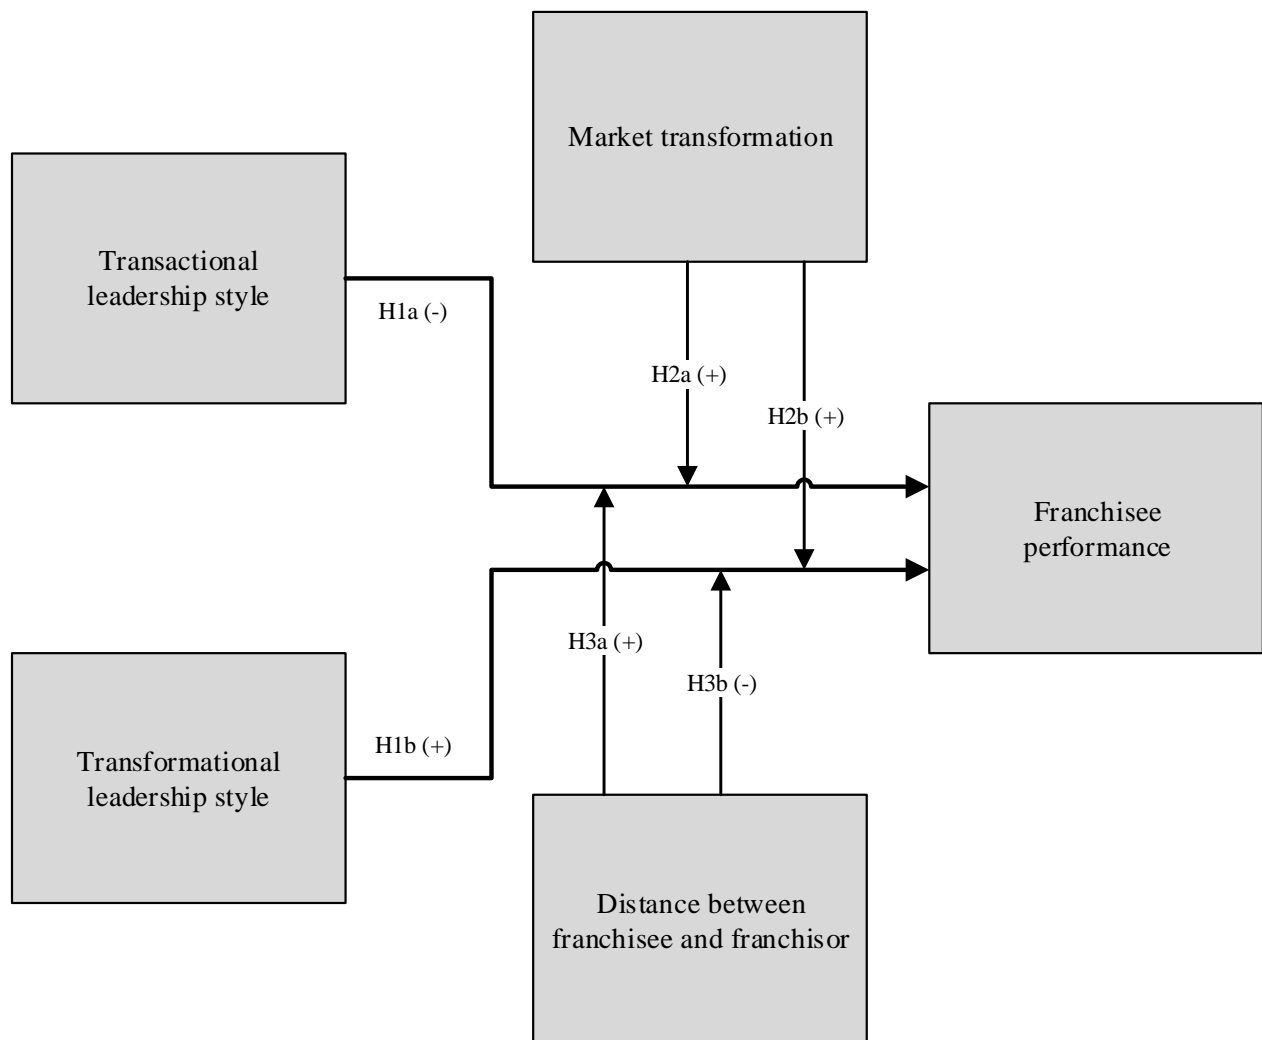 Market transformation
Transactional
leadership style
H1a (-)
H2a (+)
H2b (+)
Franchisee
performance
H3a (+)
H3b (-)
H1b (+)
Transformational
leadership style
Distance between
franchisee and franchisor